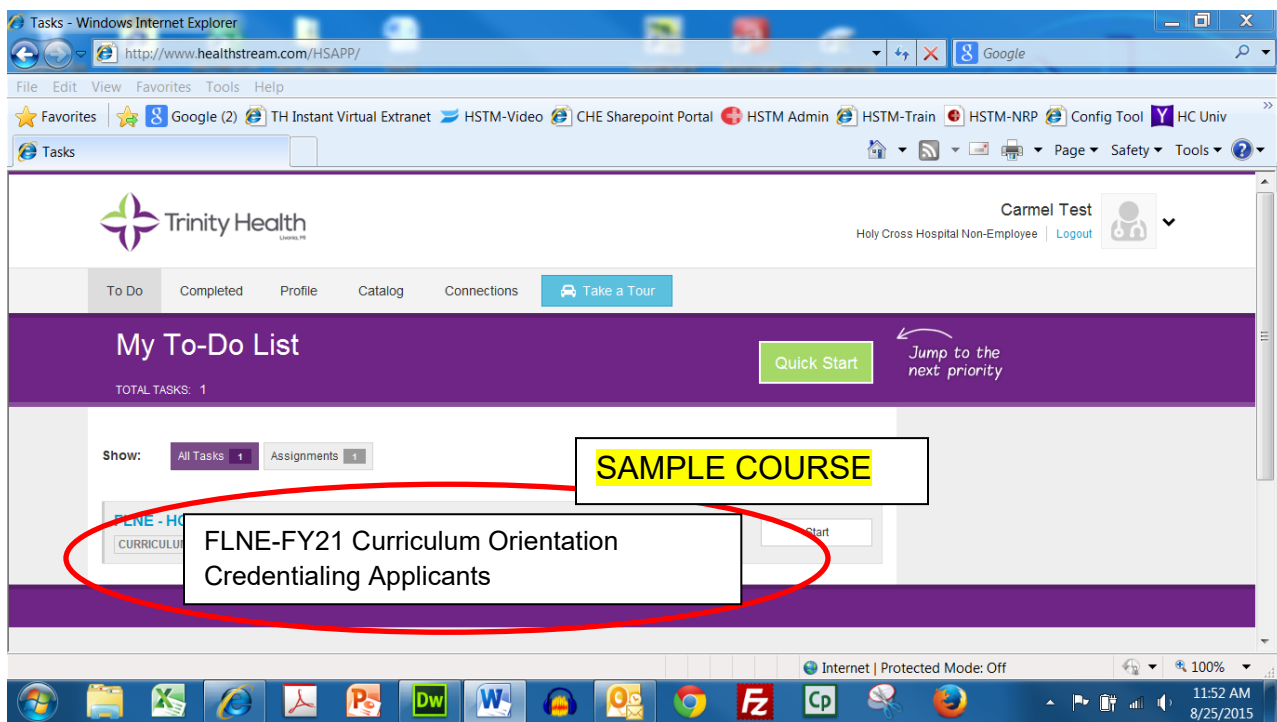 Tasks - Windows Internet Explorer
http://www.healthstream.com/HSAPP/
Google
File Edit View Favorites Tools Help
Favorites Google (2) TH Instant Virtual Extranet HSTM-Video CHE Sharepoint Portal HSTM Admin HSTM-Train HSTM-NRP Config Tool HC Univ
Tasks
Page Safety Tools
Trinity Health
Livonia, MI
Carmel Test
Holy Cross Hospital Non-Employee | Logout
To Do Completed Profile Catalog Connections Take a Tour
My To-Do List
Quick Start
Jump to the
next priority
TOTAL TASKS: 1
Show: All Tasks 1 Assignments 1
SAMPLE COURSE
FLNE - HO
CURRICULUM
Start
FLNE-FY21 Curriculum Orientation
Credentialing Applicants
Internet | Protected Mode: Off
100%
11:52 AM
8/25/2015